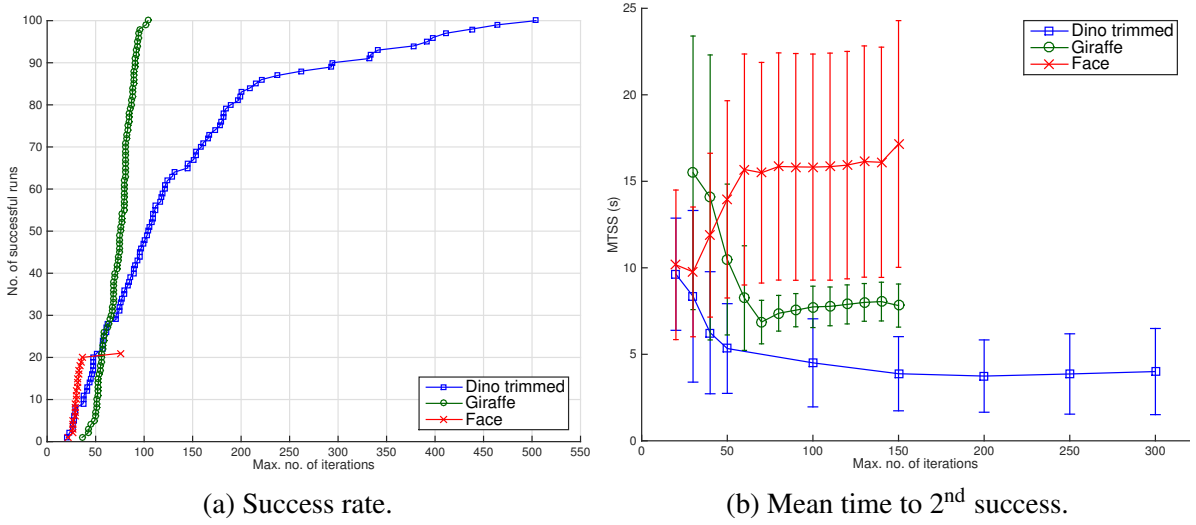 100
90
80
70
60
50
40
30
20
10
0
No. of successful runs
0 50 100 150 200 250 300 350 400 450 500 550
Max. no. of iterations
Dino trimmed
Giraffe
Face
(a) Success rate.
25
20
15
10
5
0
MTSS (s)
0 50 100 150 200 250 300
Max. no. of iterations
Dino trimmed
Giraffe
Face
(b) Mean time to 2nd success.